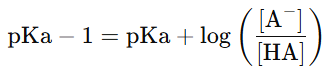 pKa − 1 = pKa + log ( [A⁻] / [HA] )